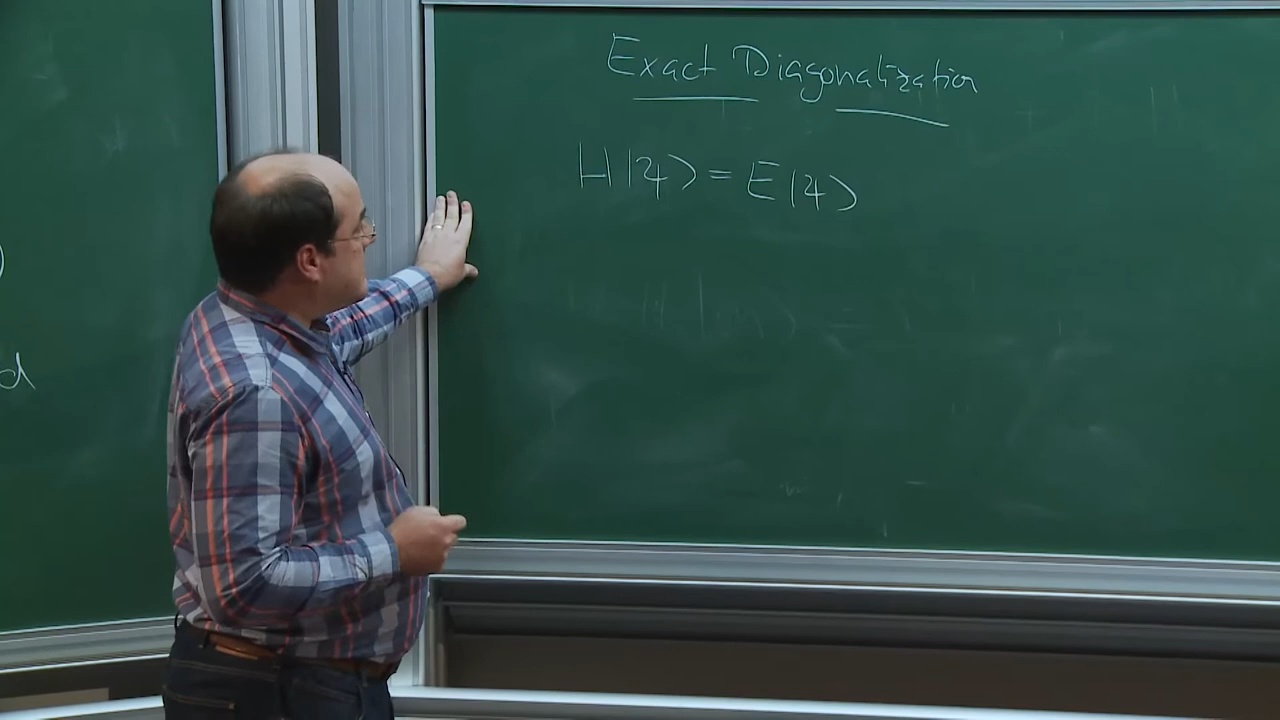 )
d
Exact Diagonalization
H|ψ⟩ = E|ψ⟩